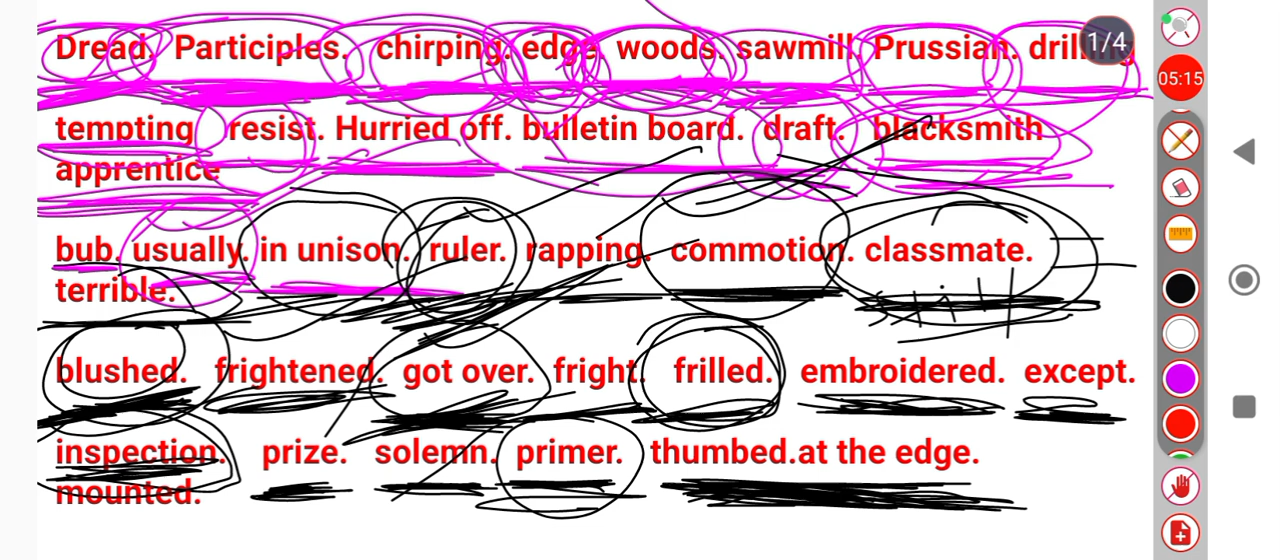 Dread. Participles. chirping. edge. woods. sawmill. Prussian. drilling
1/4
05:15
tempting resist. Hurried off. bulletin board. draft. blacksmith
apprentice
bub. usually. in unison. ruler. rapping. commotion. classmate.
terrible.
blushed. frightened. got over. fright. frilled. embroidered. except.
inspection. prize. solemn. primer. thumbed.at the edge.
mounted.